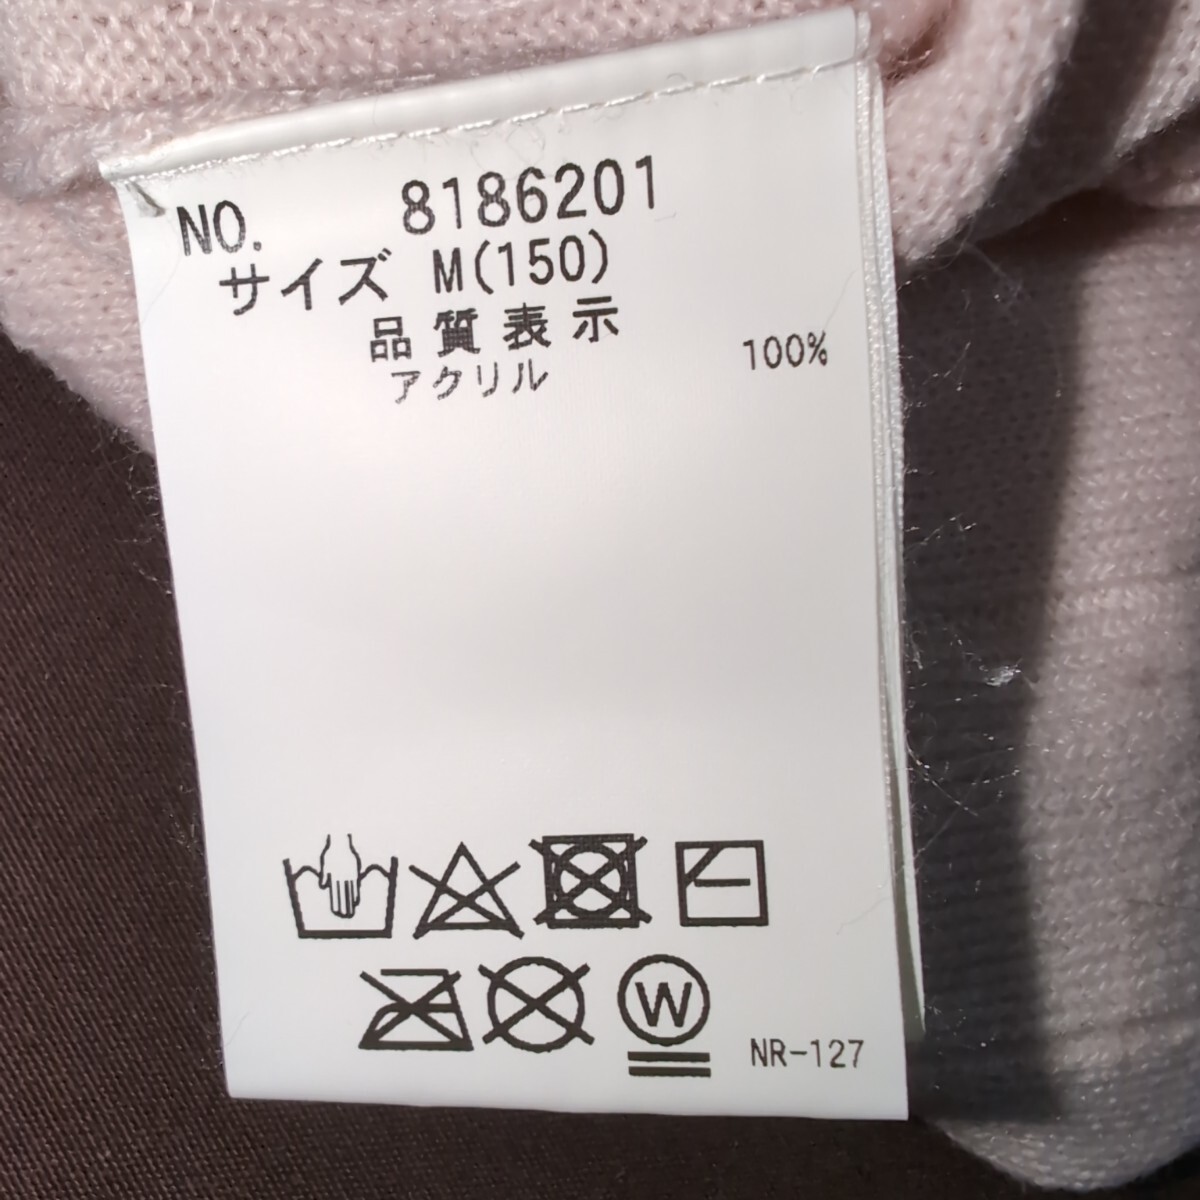 NO. 8186201
サイズ M(150)
品質表示
アクリル 100%
W
NR-127